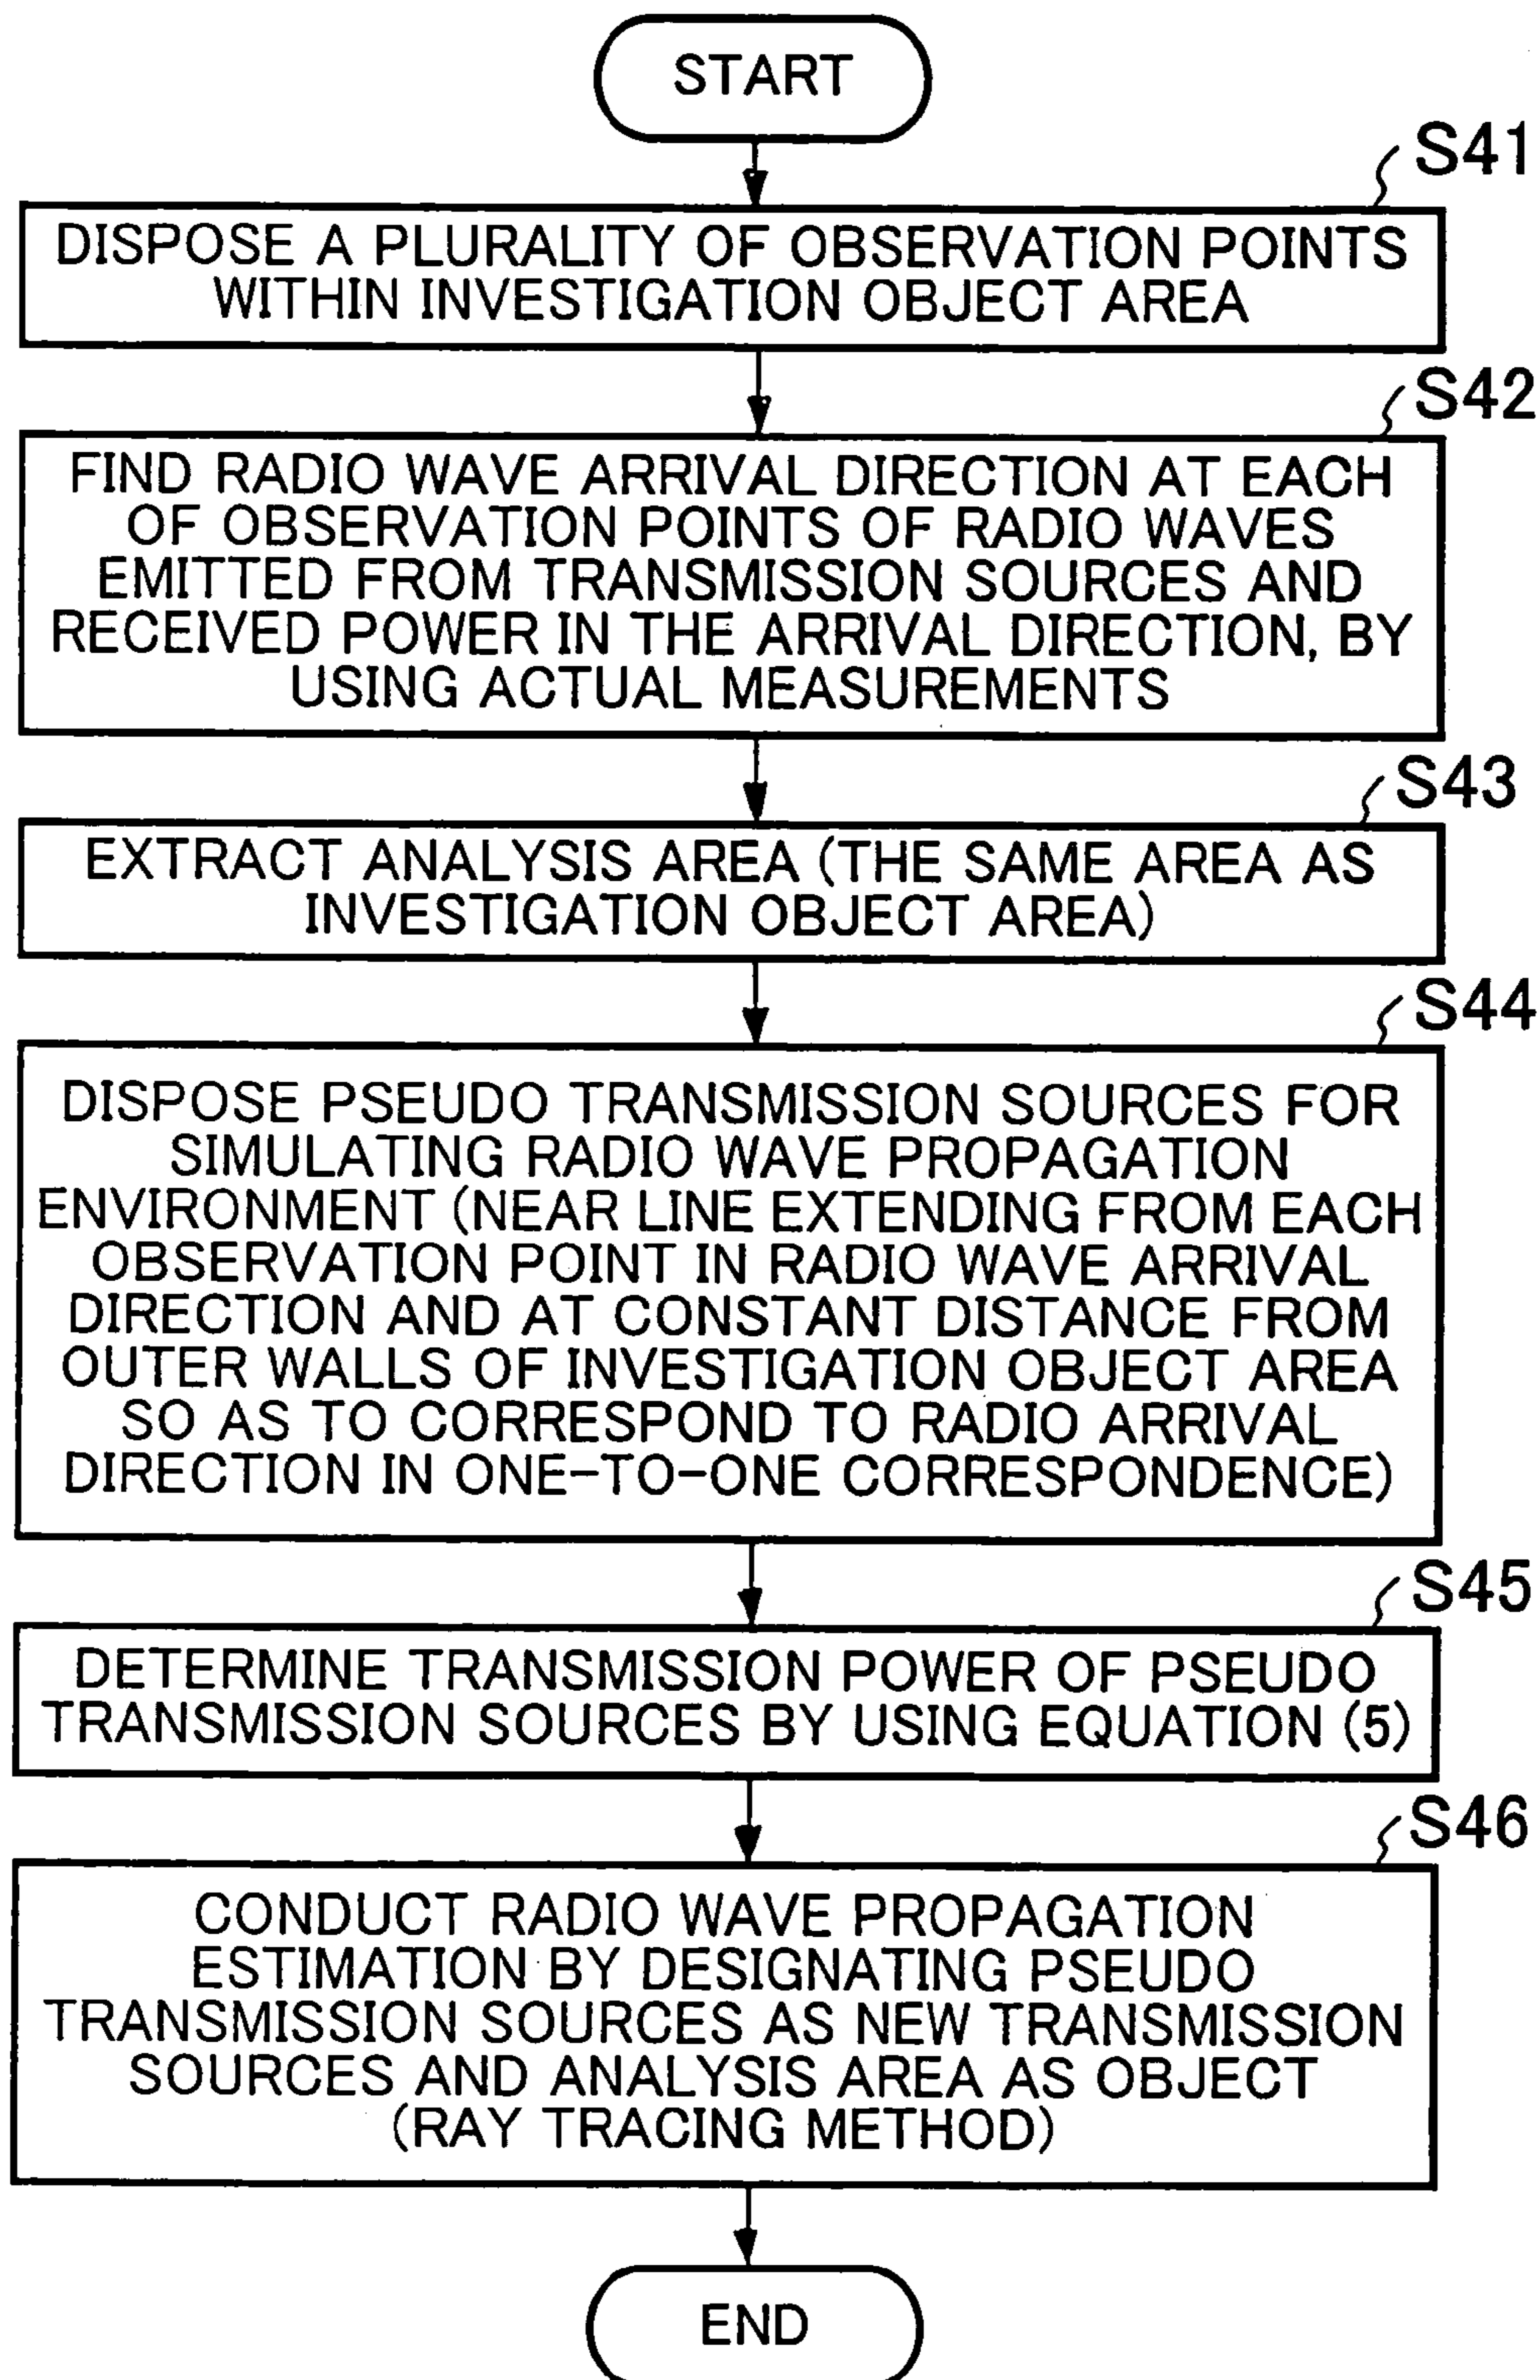 START
S41
DISPOSE A PLURALITY OF OBSERVATION POINTS
WITHIN INVESTIGATION OBJECT AREA
S42
FIND RADIO WAVE ARRIVAL DIRECTION AT EACH
OF OBSERVATION POINTS OF RADIO WAVES
EMITTED FROM TRANSMISSION SOURCES AND
RECEIVED POWER IN THE ARRIVAL DIRECTION, BY
USING ACTUAL MEASUREMENTS
S43
EXTRACT ANALYSIS AREA (THE SAME AREA AS
INVESTIGATION OBJECT AREA)
S44
DISPOSE PSEUDO TRANSMISSION SOURCES FOR
SIMULATING RADIO WAVE PROPAGATION
ENVIRONMENT (NEAR LINE EXTENDING FROM EACH
OBSERVATION POINT IN RADIO WAVE ARRIVAL
DIRECTION AND AT CONSTANT DISTANCE FROM
OUTER WALLS OF INVESTIGATION OBJECT AREA
SO AS TO CORRESPOND TO RADIO ARRIVAL
DIRECTION IN ONE-TO-ONE CORRESPONDENCE)
S45
DETERMINE TRANSMISSION POWER OF PSEUDO
TRANSMISSION SOURCES BY USING EQUATION (5)
S46
CONDUCT RADIO WAVE PROPAGATION
ESTIMATION BY DESIGNATING PSEUDO
TRANSMISSION SOURCES AS NEW TRANSMISSION
SOURCES AND ANALYSIS AREA AS OBJECT
(RAY TRACING METHOD)
END